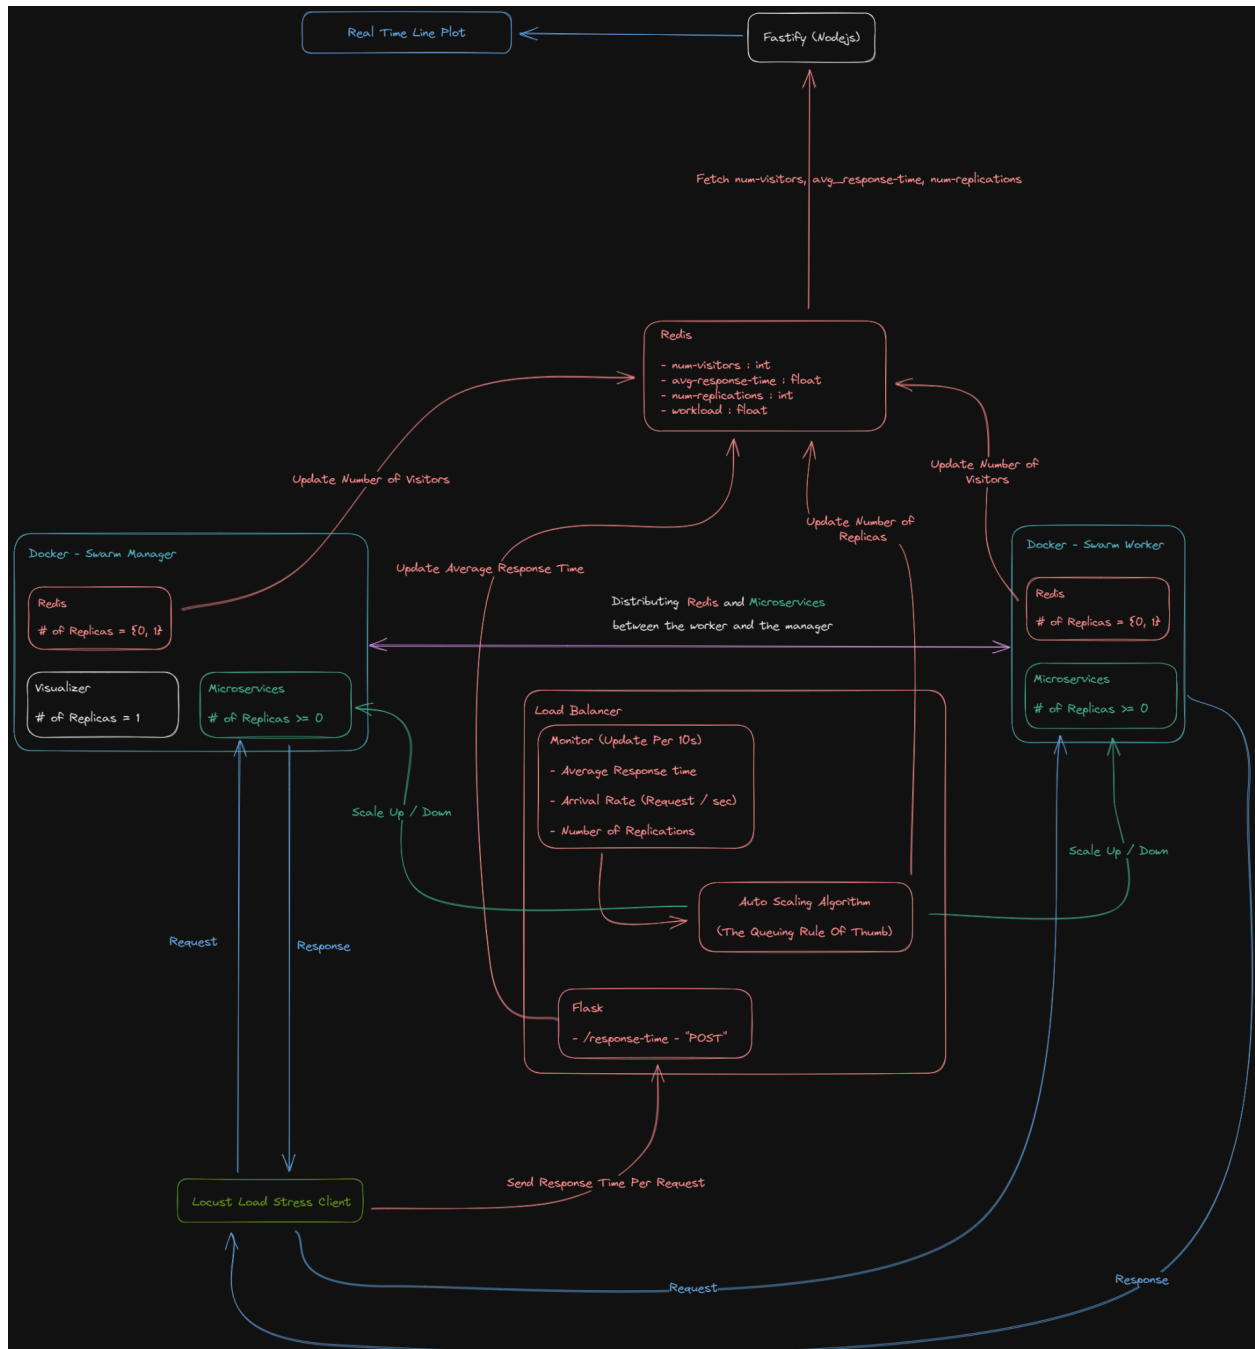 Real Time Line Plot
Fastify (Nodejs)
Fetch num-visitors, avg_response-time, num-replications
Redis
- num-visitors : int
- avg-response-time : float
- num-replications : int
- workload : float
Update Number of Visitors
Update Number of
Visitors
Update Number of
Replicas
Update Average Response Time
Docker - Swarm Manager
Redis
# of Replicas = {0, 1}
Visualizer
# of Replicas = 1
Microservices
# of Replicas >= 0
Distributing Redis and Microservices
between the worker and the manager
Docker - Swarm Worker
Redis
# of Replicas = {0, 1}
Microservices
# of Replicas >= 0
Load Balancer
Monitor (Update Per 10s)
- Average Response time
- Arrival Rate (Request / sec)
- Number of Replications
Scale Up / Down
Scale Up / Down
Auto Scaling Algorithm
(The Queuing Rule Of Thumb)
Request
Response
Flask
- /response-time - "POST"
Send Response Time Per Request
Locust Load Stress Client
Request
Response